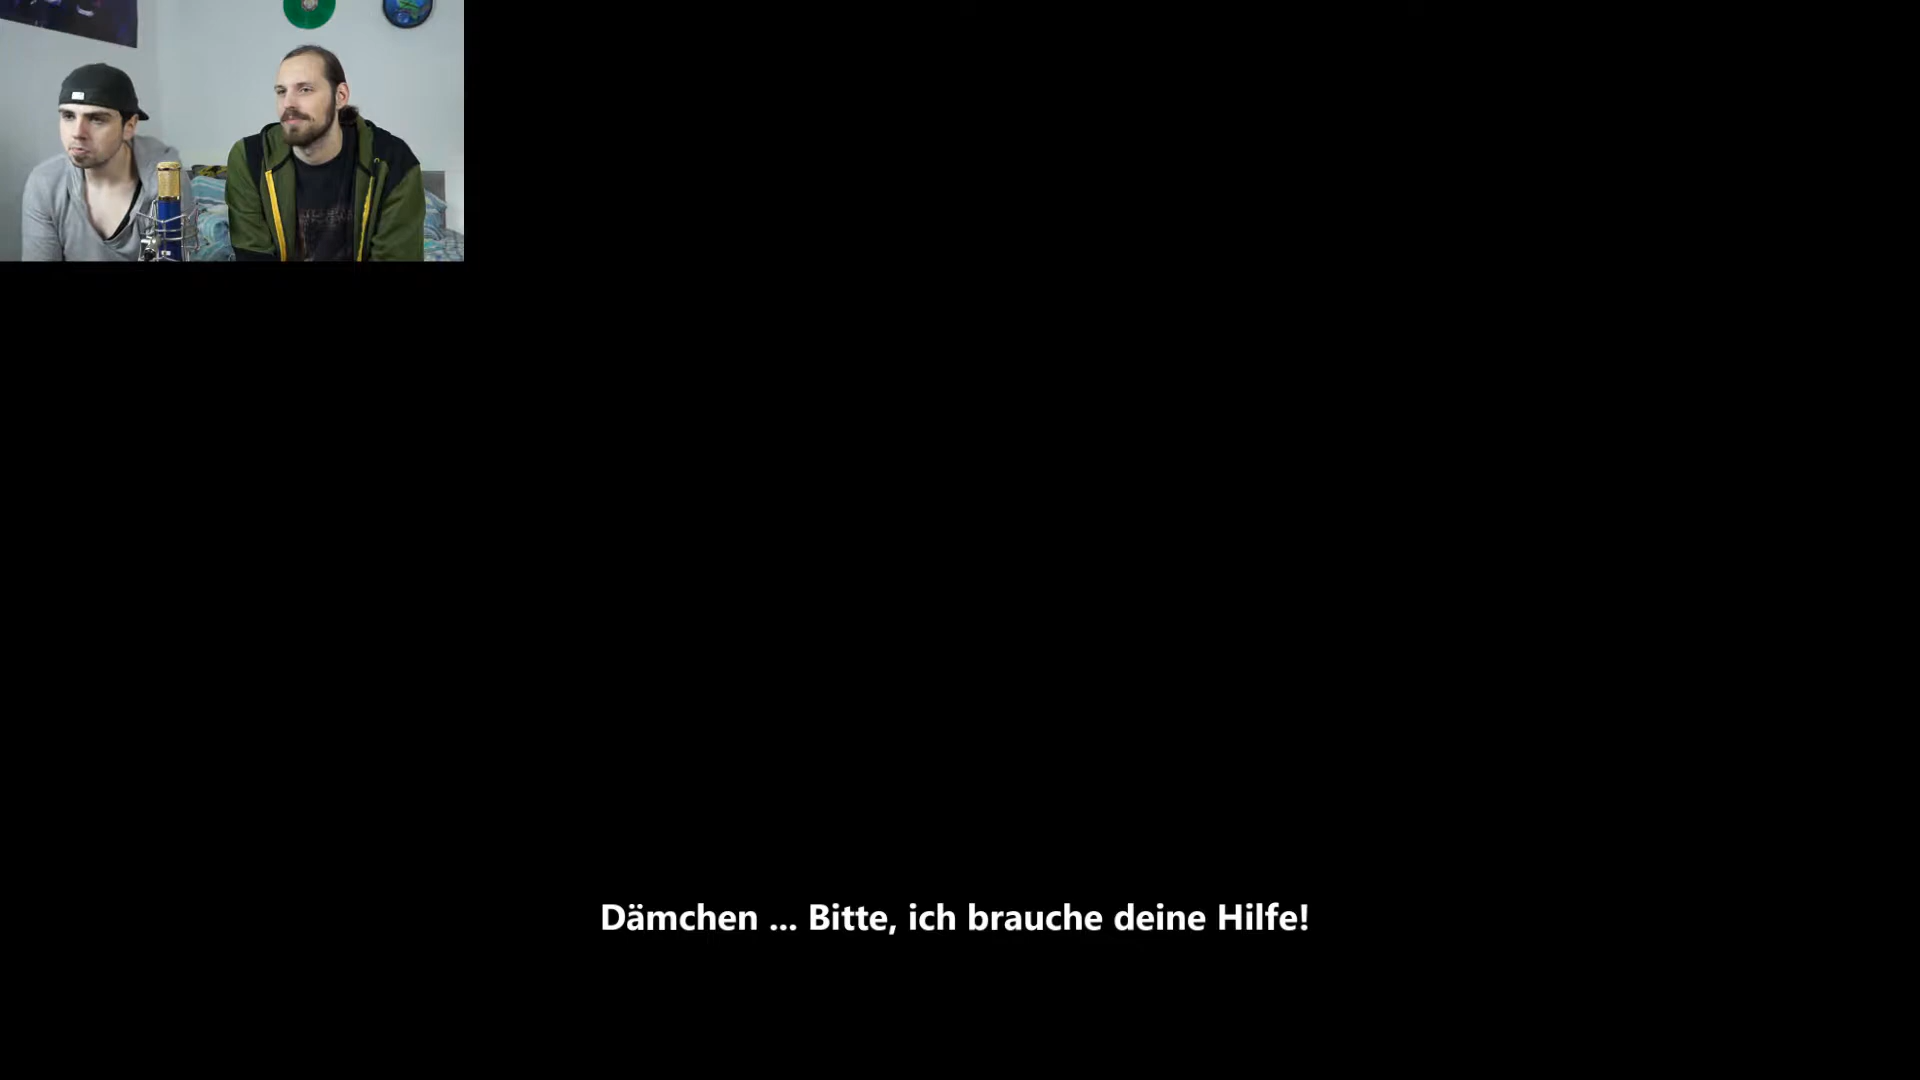 Dämchen ... Bitte, ich brauche deine Hilfe!